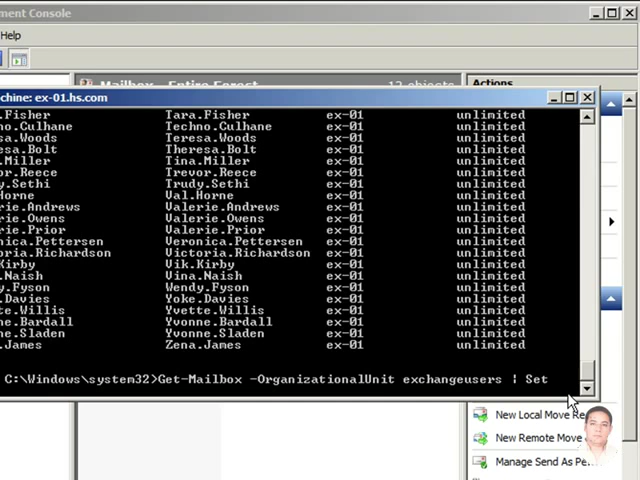 ment Console
Help
Mailbox - Entire Forest
13 objects
Actions
chine: ex-01.hs.com
.Fisher Tara.Fisher ex-01 unlimited
no.Culhane Techno.Culhane ex-01 unlimited
esa.Woods Teresa.Woods ex-01 unlimited
esa.Bolt Theresa.Bolt ex-01 unlimited
.Miller Tina.Miller ex-01 unlimited
or.Reece Trevor.Reece ex-01 unlimited
y.Sethi Trudy.Sethi ex-01 unlimited
Horne Val.Horne ex-01 unlimited
erie.Andrews Valerie.Andrews ex-01 unlimited
erie.Owens Valerie.Owens ex-01 unlimited
erie.Prior Valerie.Prior ex-01 unlimited
nica.Pettersen Veronica.Pettersen ex-01 unlimited
oria.Richardson Victoria.Richardson ex-01 unlimited
Kirby Vik.Kirby ex-01 unlimited
.Naish Vina.Naish ex-01 unlimited
y.Fyson Wendy.Fyson ex-01 unlimited
.Davies Yoke.Davies ex-01 unlimited
te.Willis Yvette.Willis ex-01 unlimited
ne.Bardall Yvonne.Bardall ex-01 unlimited
ne.Sladen Yvonne.Sladen ex-01 unlimited
.James Zena.James ex-01 unlimited
C:\Windows\system32>Get-Mailbox -OrganizationalUnit exchangeusers | Set
New Local Move Re
New Remote Move
Manage Send As Pe